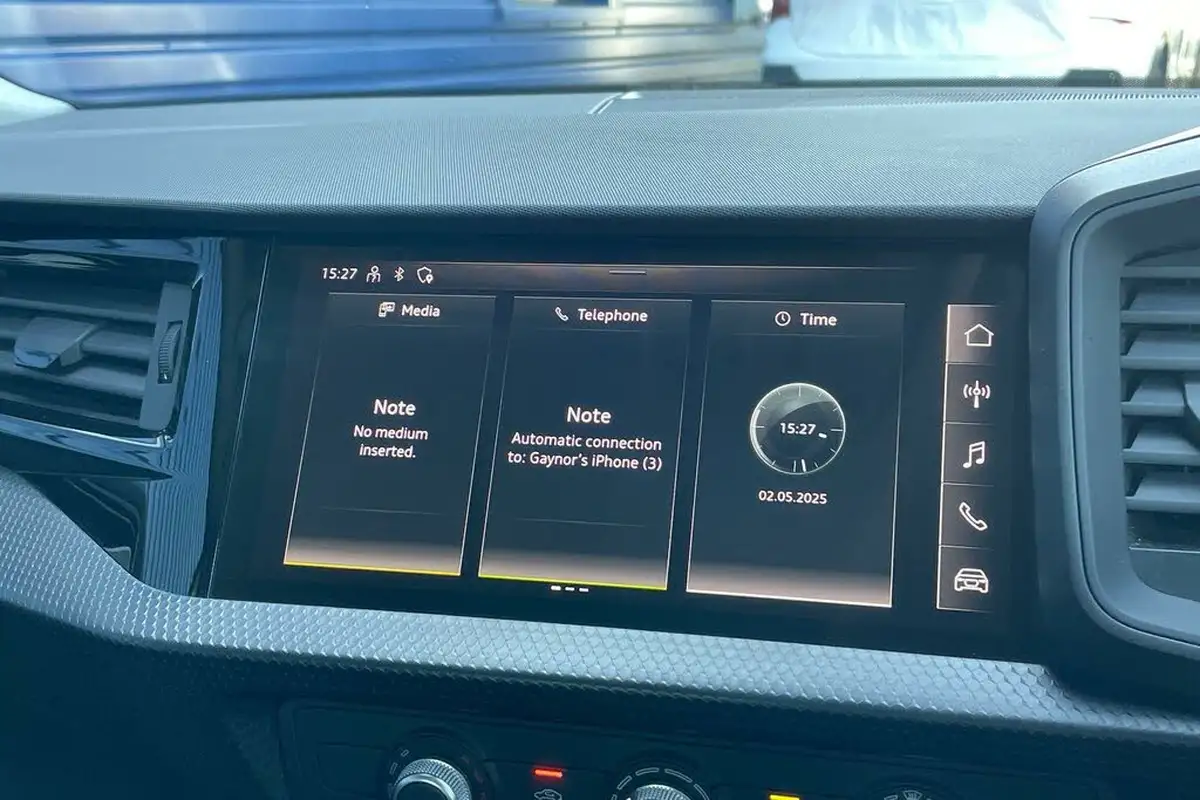 15:27
Media
Note
No medium
inserted.
Telephone
Note
Automatic connection
to: Gaynor's iPhone (3)
Time
15:27
02.05.2025